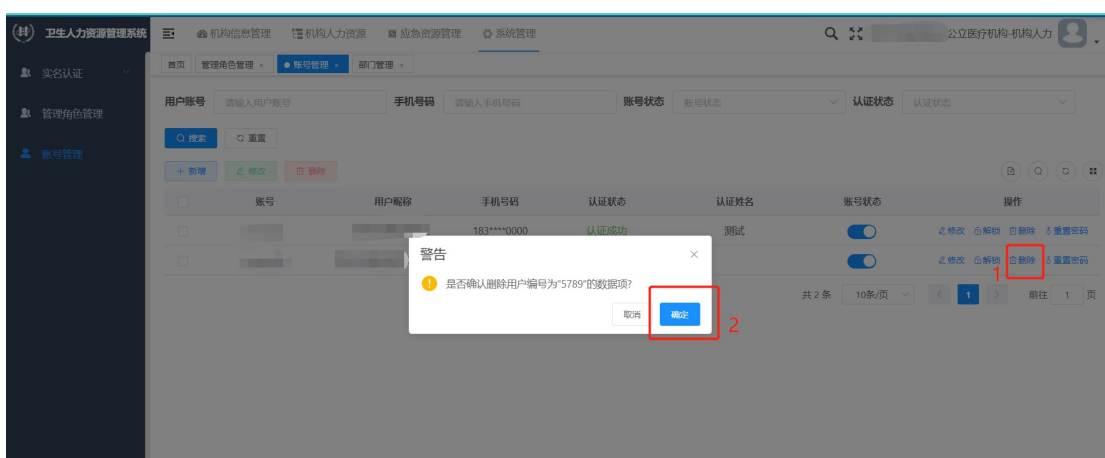 卫生人力资源管理系统
机构信息管理 机构人力资源 应急资源管理 系统管理
公立医疗机构-机构人力
实名认证
管理角色管理
账号管理
首页 管理角色管理 × 账号管理 × 部门管理 ×
用户账号 请输入用户账号 手机号码 请输入手机号码 账号状态 账号状态 认证状态 认证状态
搜索 重置
新增 修改 删除
账号 用户昵称 手机号码 认证状态 认证姓名 账号状态 操作
183****0000 认证成功 测试 修改 解锁 删除 重置密码
修改 解锁 删除 重置密码
1
共 2 条 10条/页 < 1 > 前往 1 页
警告 ×
是否确认删除用户编号为"5789"的数据项?
取消 确定
2